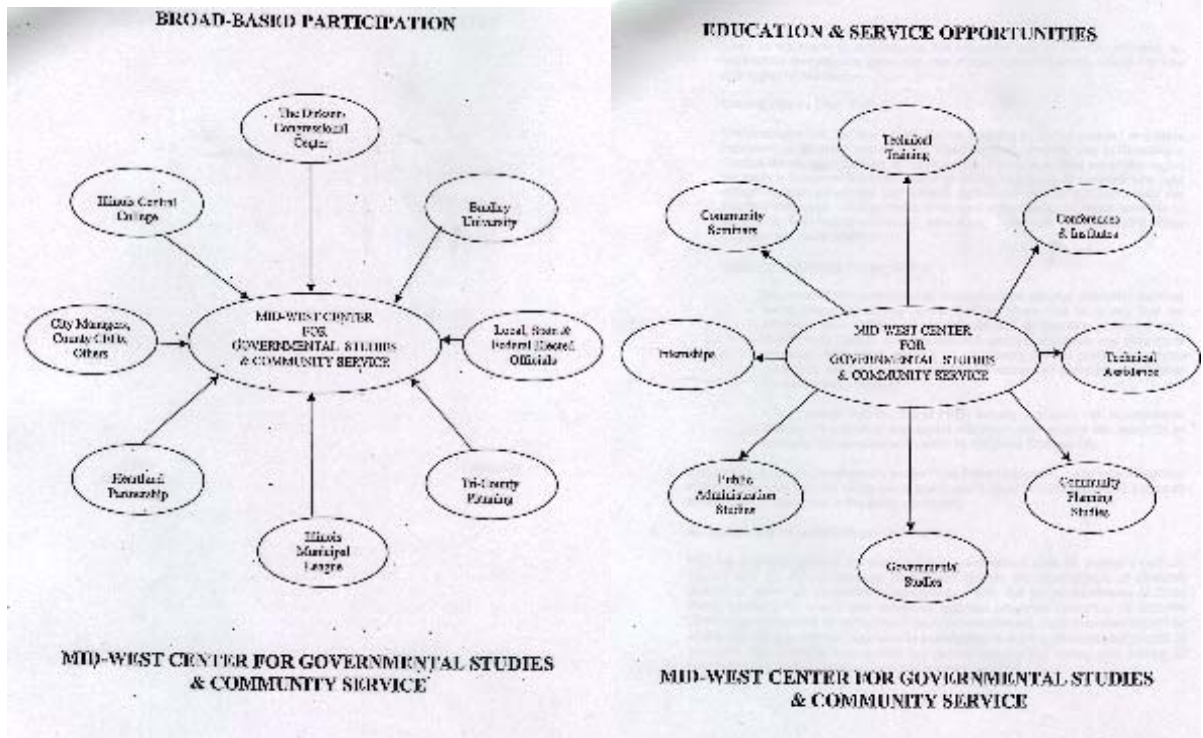 BROAD-BASED PARTICIPATION
The Dirksen
Congressional
Center
Illinois Central
College
Bradley
University
City Managers,
County
Others
MID-WEST CENTER
FOR
GOVERNMENTAL STUDIES
& COMMUNITY SERVICE
Local, State &
Federal Elected
Officials
Heartland
Partnership
Tri-County
Planning
Illinois
Municipal
League
MID-WEST CENTER FOR GOVERNMENTAL STUDIES
& COMMUNITY SERVICE
EDUCATION & SERVICE OPPORTUNITIES
Technical
Training
Community
Seminars
Conferences
& Institutes
Internships
MID WEST CENTER
FOR
GOVERNMENTAL STUDIES
& COMMUNITY SERVICE
Technical
Assistance
Public
Administration
Studies
Community
Planning
Studies
Governmental
Studies
MID-WEST CENTER FOR GOVERNMENTAL STUDIES
& COMMUNITY SERVICE